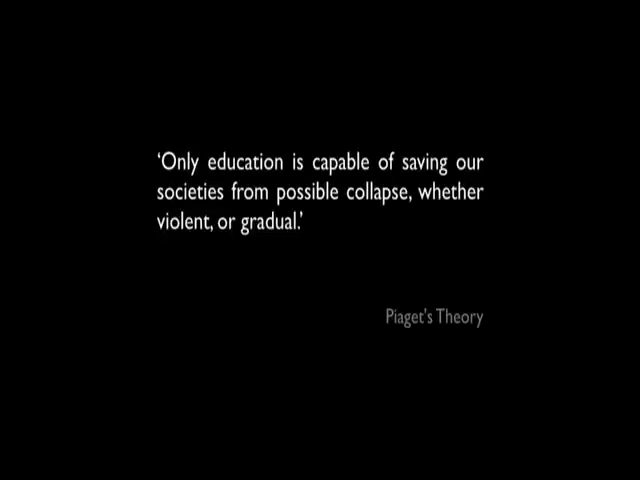 ‘Only education is capable of saving our
societies from possible collapse, whether
violent, or gradual.’
Piaget's Theory